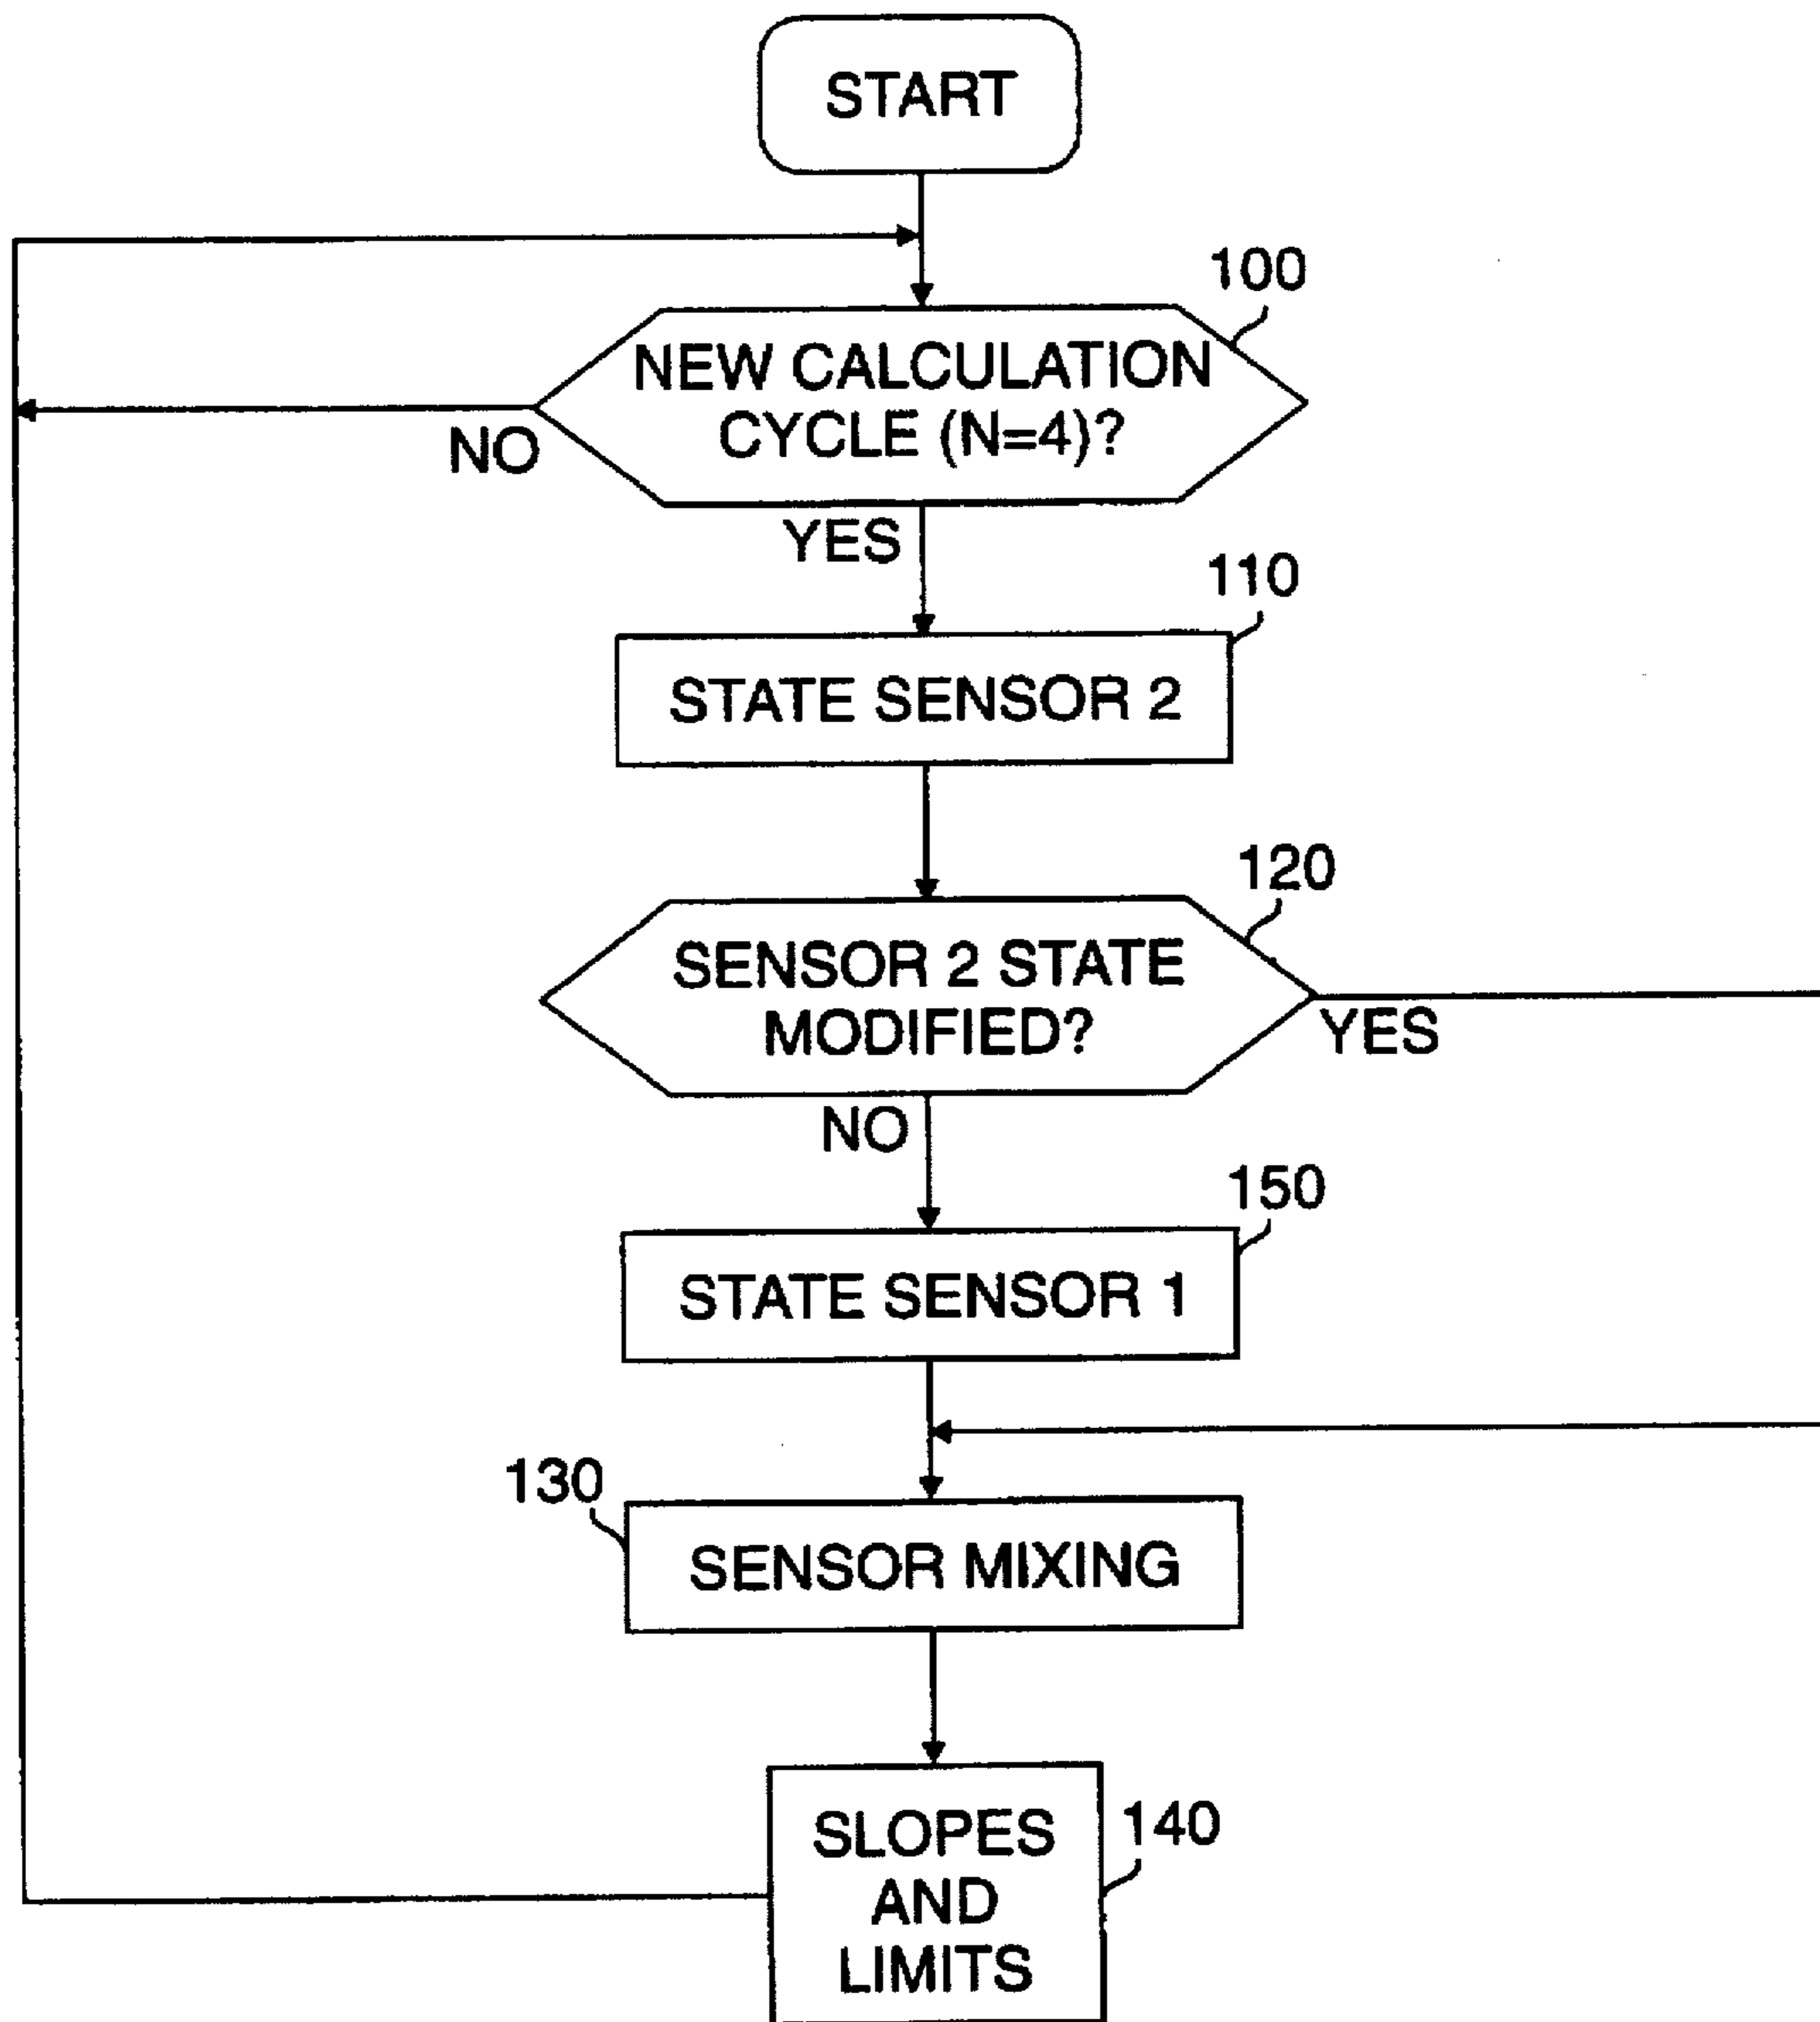 START
100
NEW CALCULATION
CYCLE (N=4)?
NO
YES
110
STATE SENSOR 2
120
SENSOR 2 STATE
MODIFIED?
YES
NO
150
STATE SENSOR 1
130
SENSOR MIXING
SLOPES
AND
LIMITS
140